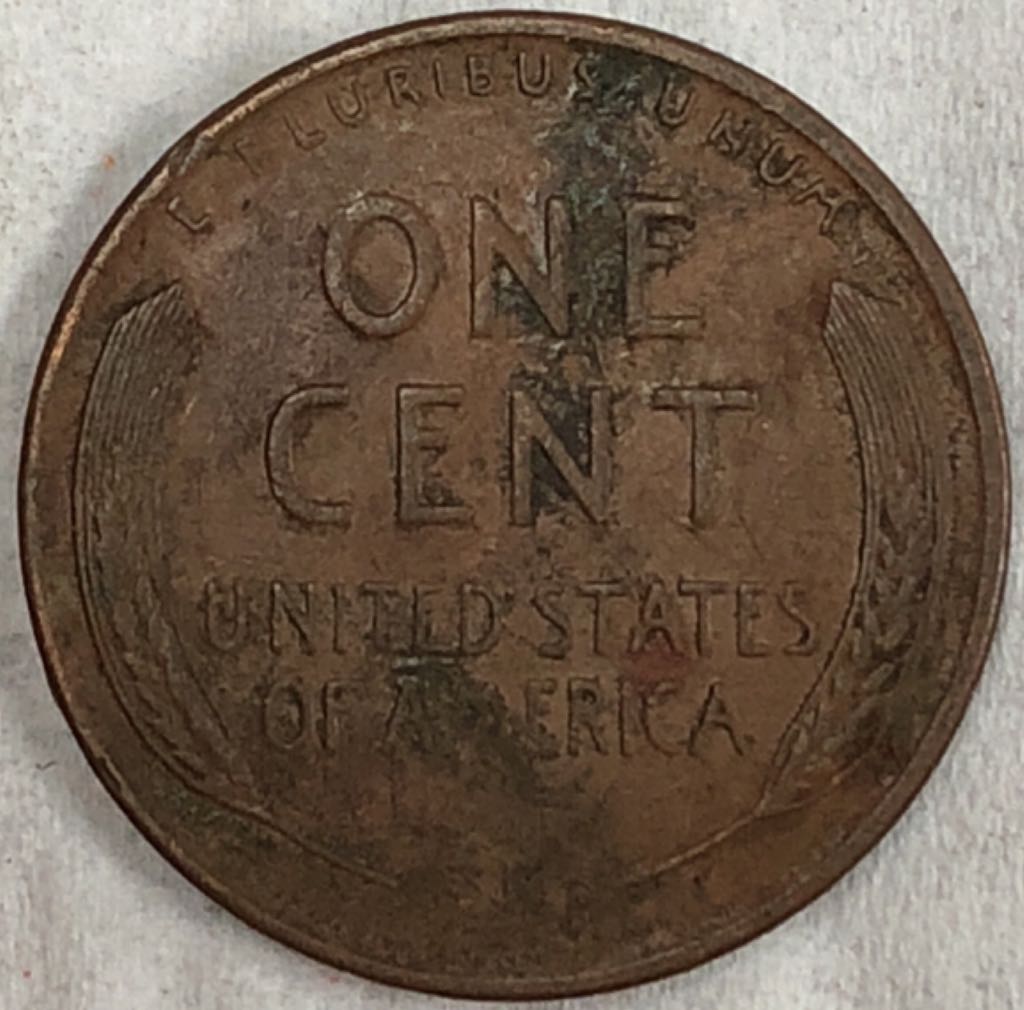 E PLURIBUS UNUM
ONE
CENT
UNITED STATES
OF AMERICA